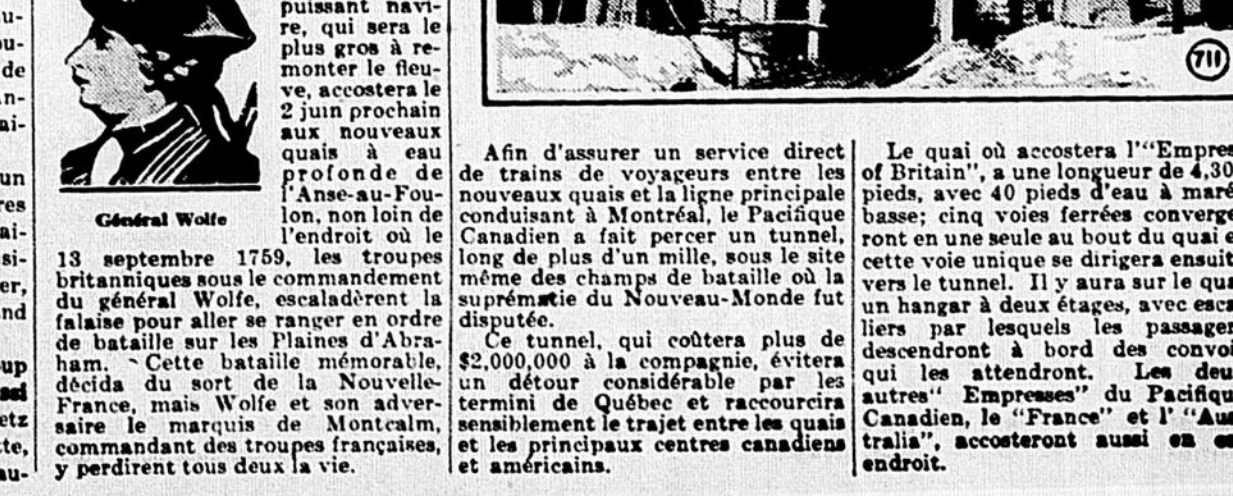 puissant navi-
re, qui sera le
plus gros à re-
monter le fleu-
ve, accostera le
2 juin prochain
aux nouveaux
quais à eau
profonde de
l'Anse-au-Fou-
lon, non loin de
l'endroit où le
Général Wolfe
13 septembre 1759, les troupes
britanniques sous le commandement
du général Wolfe, escaladèrent la
falaise pour aller se ranger en ordre
de bataille sur les Plaines d'Abra-
ham. Cette bataille mémorable,
décida du sort de la Nouvelle-
France, mais Wolfe et son adver-
saire le marquis de Montcalm,
commandant des troupes françaises,
y perdirent tous deux la vie.
711
Afin d'assurer un service direct
de trains de voyageurs entre les
nouveaux quais et la ligne principale
conduisant à Montréal, le Pacifique
Canadien a fait percer un tunnel,
long de plus d'un mille, sous le site
même des champs de bataille où la
suprématie du Nouveau-Monde fut
disputée.
Ce tunnel, qui coûtera plus de
$2,000,000 à la compagnie, évitera
un détour considérable par les
termini de Québec et raccourcira
sensiblement le trajet entre les quais
et les principaux centres canadiens
et américains.
Le quai où accostera l'"Empres
of Britain", a une longueur de 4,30
pieds, avec 40 pieds d'eau à maré
basse; cinq voies ferrées converge
ront en une seule au bout du quai e
cette voie unique se dirigera ensuit
vers le tunnel. Il y aura sur le qua
un hangar à deux étages, avec esca
liers par lesquels les passager
descendront à bord des convoi
qui les attendront. Les deu
autres" Empresses" du Pacifiqu
Canadien, le "France" et l' "Aus
tralia", accosteront aussi en ce
endroit.